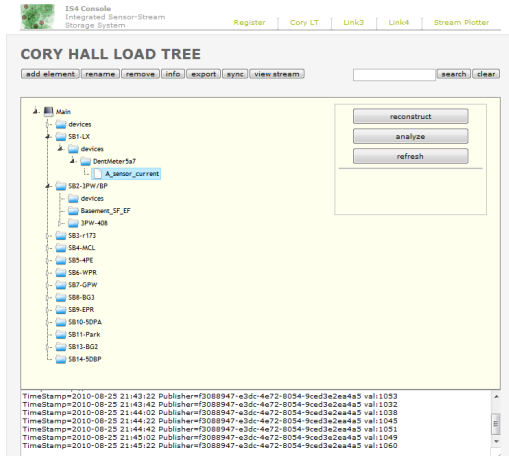 IS4 Console
Integrated Sensor-Stream
Storage System
Register
Cory LT
Link3
Link4
Stream Plotter
CORY HALL LOAD TREE
add element
rename
remove
info
export
sync
view stream
search
clear
Main
devices
SB1-LX
devices
DentMeter5a7
A_sensor_current
SB2-3PW/BP
devices
Basement_SF_EF
3PW-408
SB3-r173
SB4-MCL
SB5-4PE
SB6-WPR
SB7-GPW
SB8-BG3
SB9-EPR
SB10-5DPA
SB11-Park
SB13-BG2
SB14-5DBP
reconstruct
analyze
refresh
TimeStamp=2010-08-25 21:43:22 Publisher=f3088947-e3dc-4e72-8054-9ced3e2ea4a5 val:1053
TimeStamp=2010-08-25 21:43:42 Publisher=f3088947-e3dc-4e72-8054-9ced3e2ea4a5 val:1032
TimeStamp=2010-08-25 21:44:02 Publisher=f3088947-e3dc-4e72-8054-9ced3e2ea4a5 val:1038
TimeStamp=2010-08-25 21:44:22 Publisher=f3088947-e3dc-4e72-8054-9ced3e2ea4a5 val:1045
TimeStamp=2010-08-25 21:44:42 Publisher=f3088947-e3dc-4e72-8054-9ced3e2ea4a5 val:1051
TimeStamp=2010-08-25 21:45:02 Publisher=f3088947-e3dc-4e72-8054-9ced3e2ea4a5 val:1049
TimeStamp=2010-08-25 21:45:22 Publisher=f3088947-e3dc-4e72-8054-9ced3e2ea4a5 val:1060